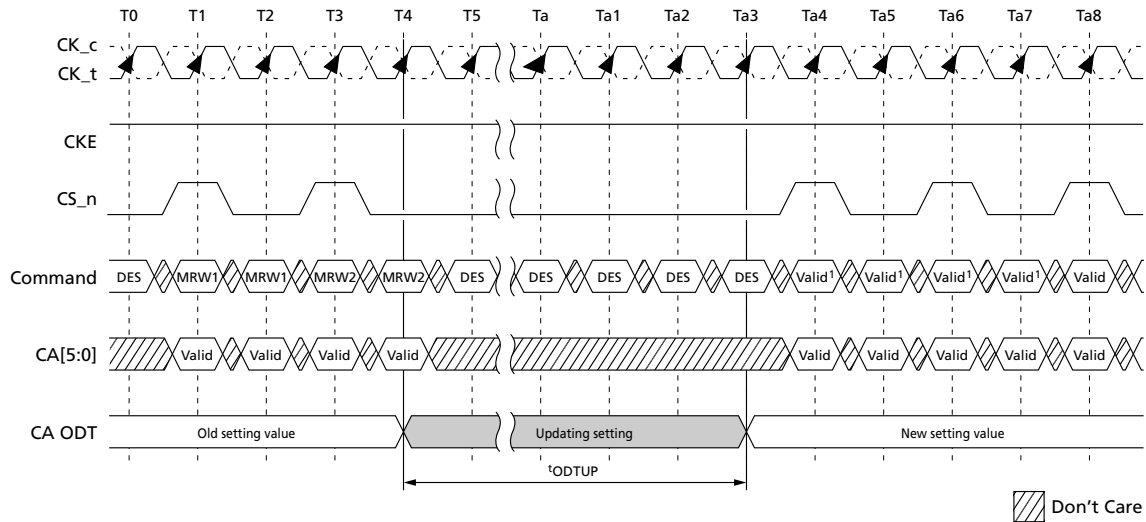 T0 T1 T2 T3 T4 T5 Ta Ta1 Ta2 Ta3 Ta4 Ta5 Ta6 Ta7 Ta8
CK_c
CK_t
CKE
CS_n
Command DES MRW1 MRW1 MRW2 MRW2 DES DES DES DES DES Valid¹ Valid¹ Valid¹ Valid¹ Valid
CA[5:0] Valid Valid Valid Valid Valid Valid Valid Valid Valid
CA ODT Old setting value Updating setting New setting value
ᵗODTUP
Don't Care